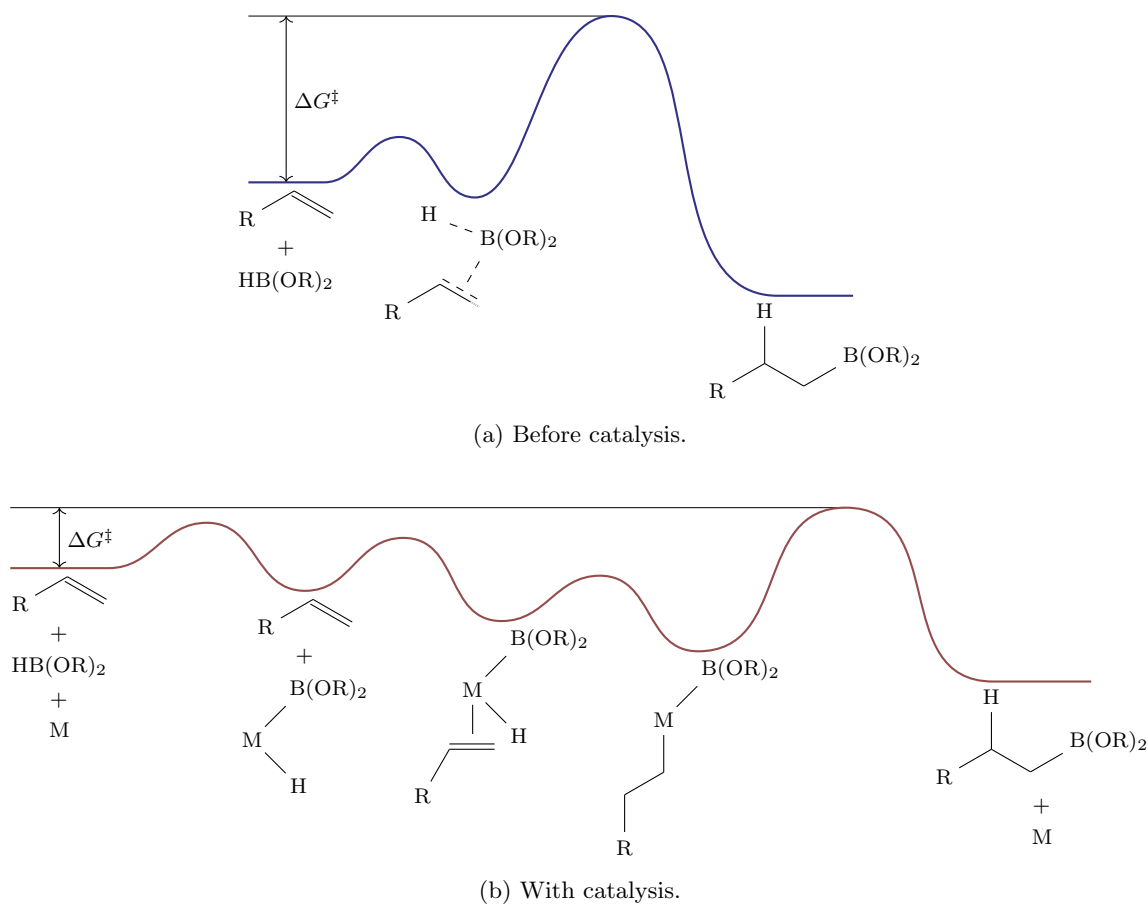 ΔG‡
R
+
HB(OR)₂
H
B(OR)₂
R
H
B(OR)₂
R
(a) Before catalysis.
ΔG‡
R
+
HB(OR)₂
+
M
R
+
B(OR)₂
M
H
B(OR)₂
M
H
R
B(OR)₂
M
R
H
B(OR)₂
R
+
M
(b) With catalysis.